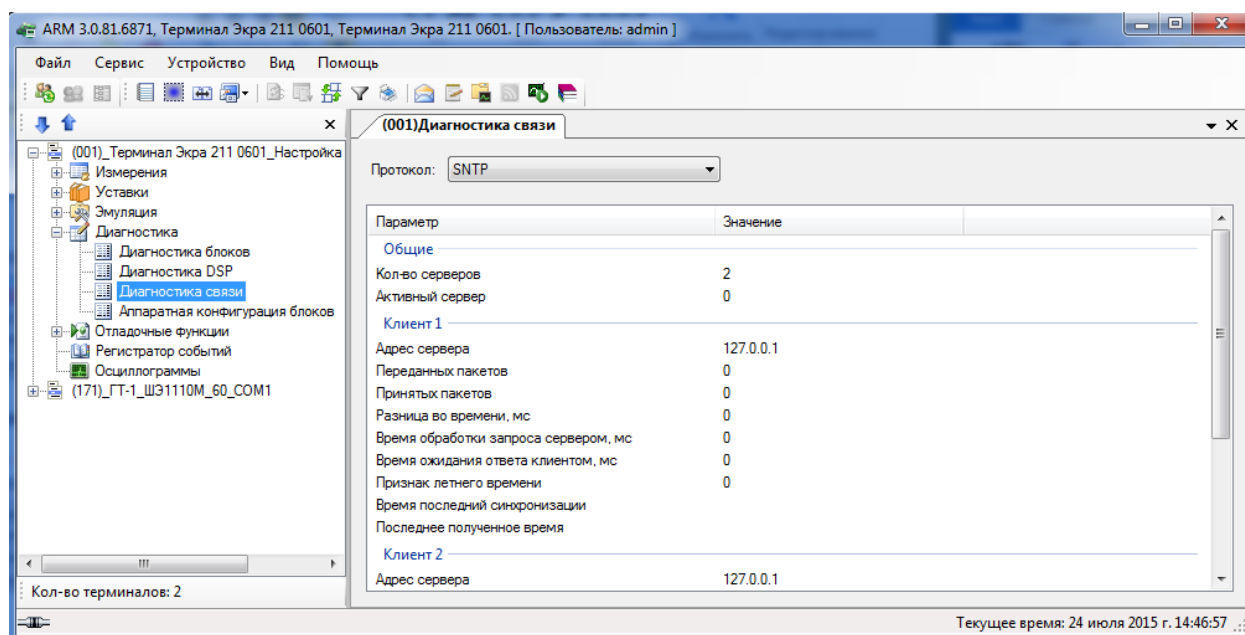 ARM 3.0.81.6871, Терминал Экра 211 0601, Терминал Экра 211 0601. [ Пользователь: admin ]
Файл Сервис Устройство Вид Помощь
(001)Диагностика связи
(001)_Терминал Экра 211 0601_Настройка
Измерения
Уставки
Эмуляция
Диагностика
Диагностика блоков
Диагностика DSP
Диагностика связи
Аппаратная конфигурация блоков
Отладочные функции
Регистратор событий
Осциллограммы
(171)_ГТ-1_ШЭ1110М_60_COM1
Кол-во терминалов: 2
Протокол: SNTP
Параметр Значение
Общие
Кол-во серверов 2
Активный сервер 0
Клиент 1
Адрес сервера 127.0.0.1
Переданных пакетов 0
Принятых пакетов 0
Разница во времени, мс 0
Время обработки запроса сервером, мс 0
Время ожидания ответа клиентом, мс 0
Признак летнего времени 0
Время последний синхронизации
Последнее полученное время
Клиент 2
Адрес сервера 127.0.0.1
Текущее время: 24 июля 2015 г. 14:46:57